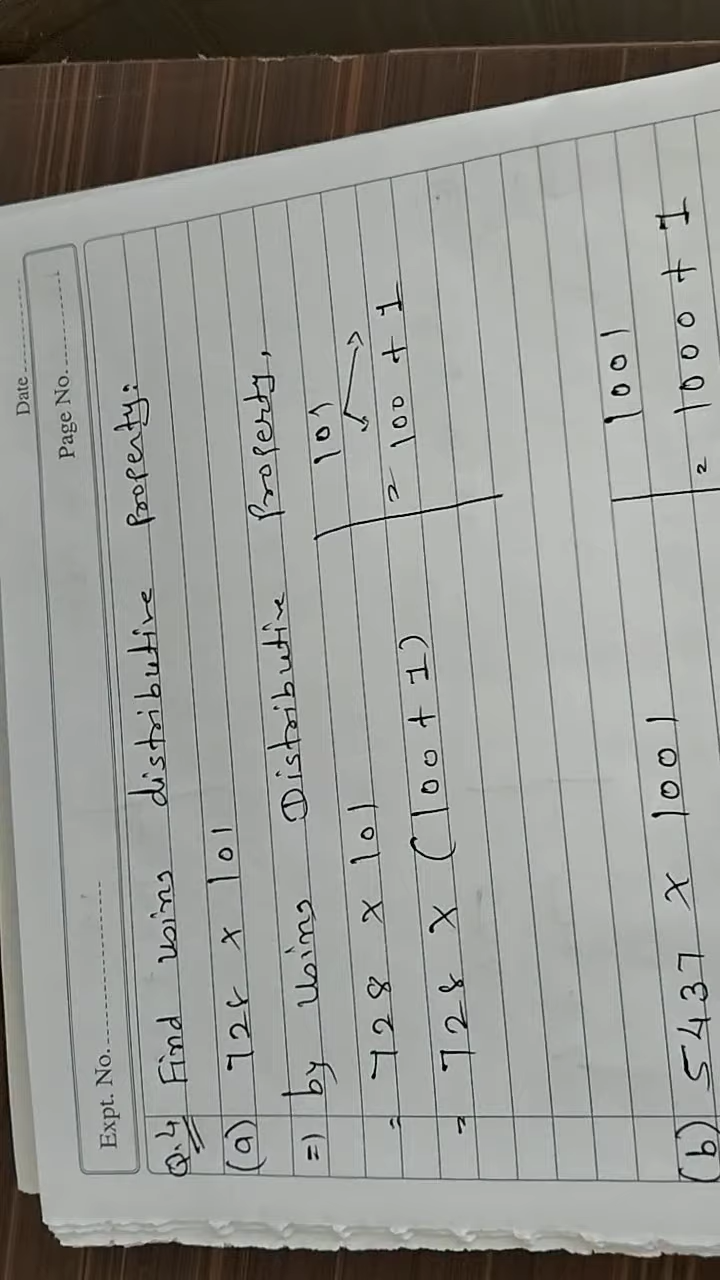 Date
Expt. No. Page No.
Q.4 Find using distributive property:
(a) 728 × 101
=) by using Distributive Property,
= 728 × 101 101
= 728 × (100 + 1) = 100 + 1
1001
(b) 5437 × 1001 = 1000 + 1